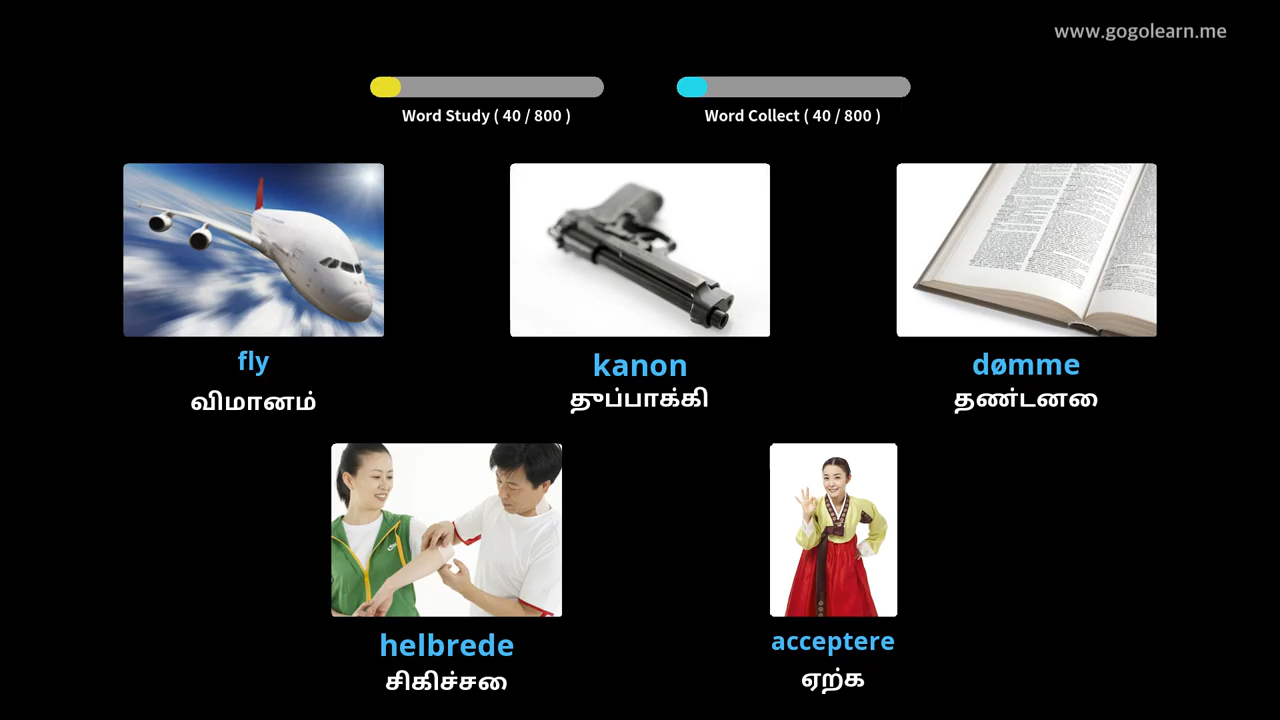 www.gogolearn.me
Word Study ( 40 / 800 )
Word Collect ( 40 / 800 )
fly
விமானம்
kanon
துப்பாக்கி
dømme
தண்டனை
helbrede
சிகிச்சை
acceptere
ஏற்க